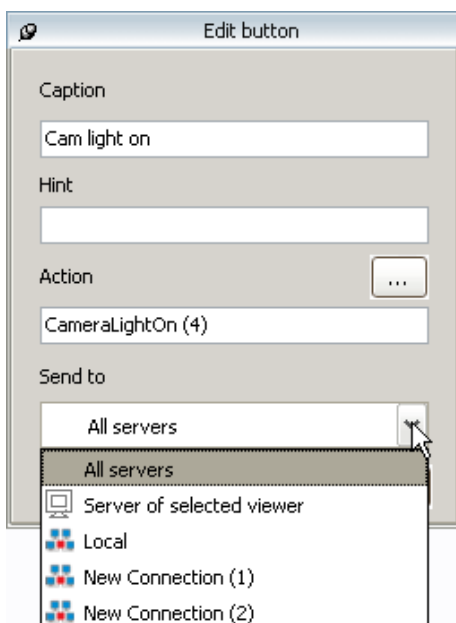 Edit button
Caption
Cam light on
Hint
Action
...
CameraLightOn (4)
Send to
All servers
All servers
Server of selected viewer
Local
New Connection (1)
New Connection (2)